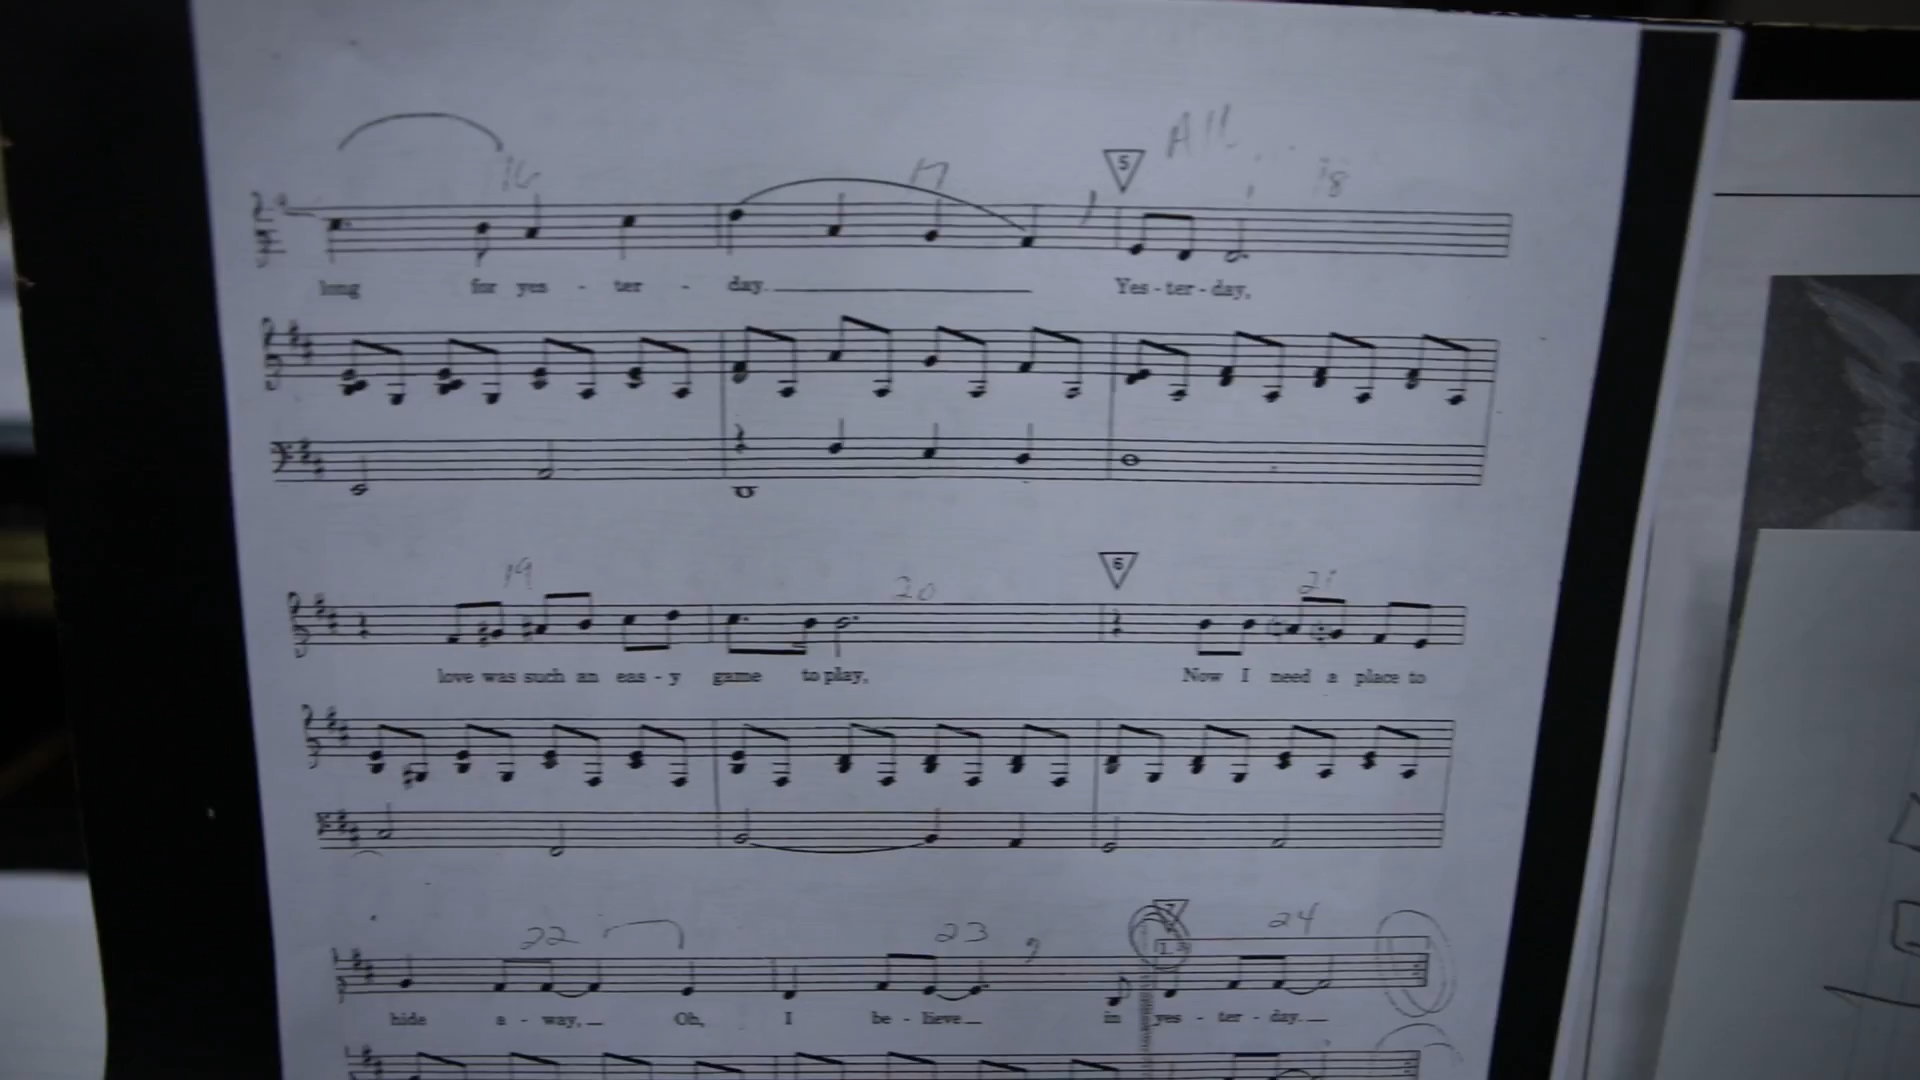 All
16 17 5 18
long for yes - ter - day. Yes - ter - day,
19 20 6 21
love was such an eas - y game to play, Now I need a place to
22 23 7 24
1.
hide a - way, Oh, I be - lieve in yes - ter - day.